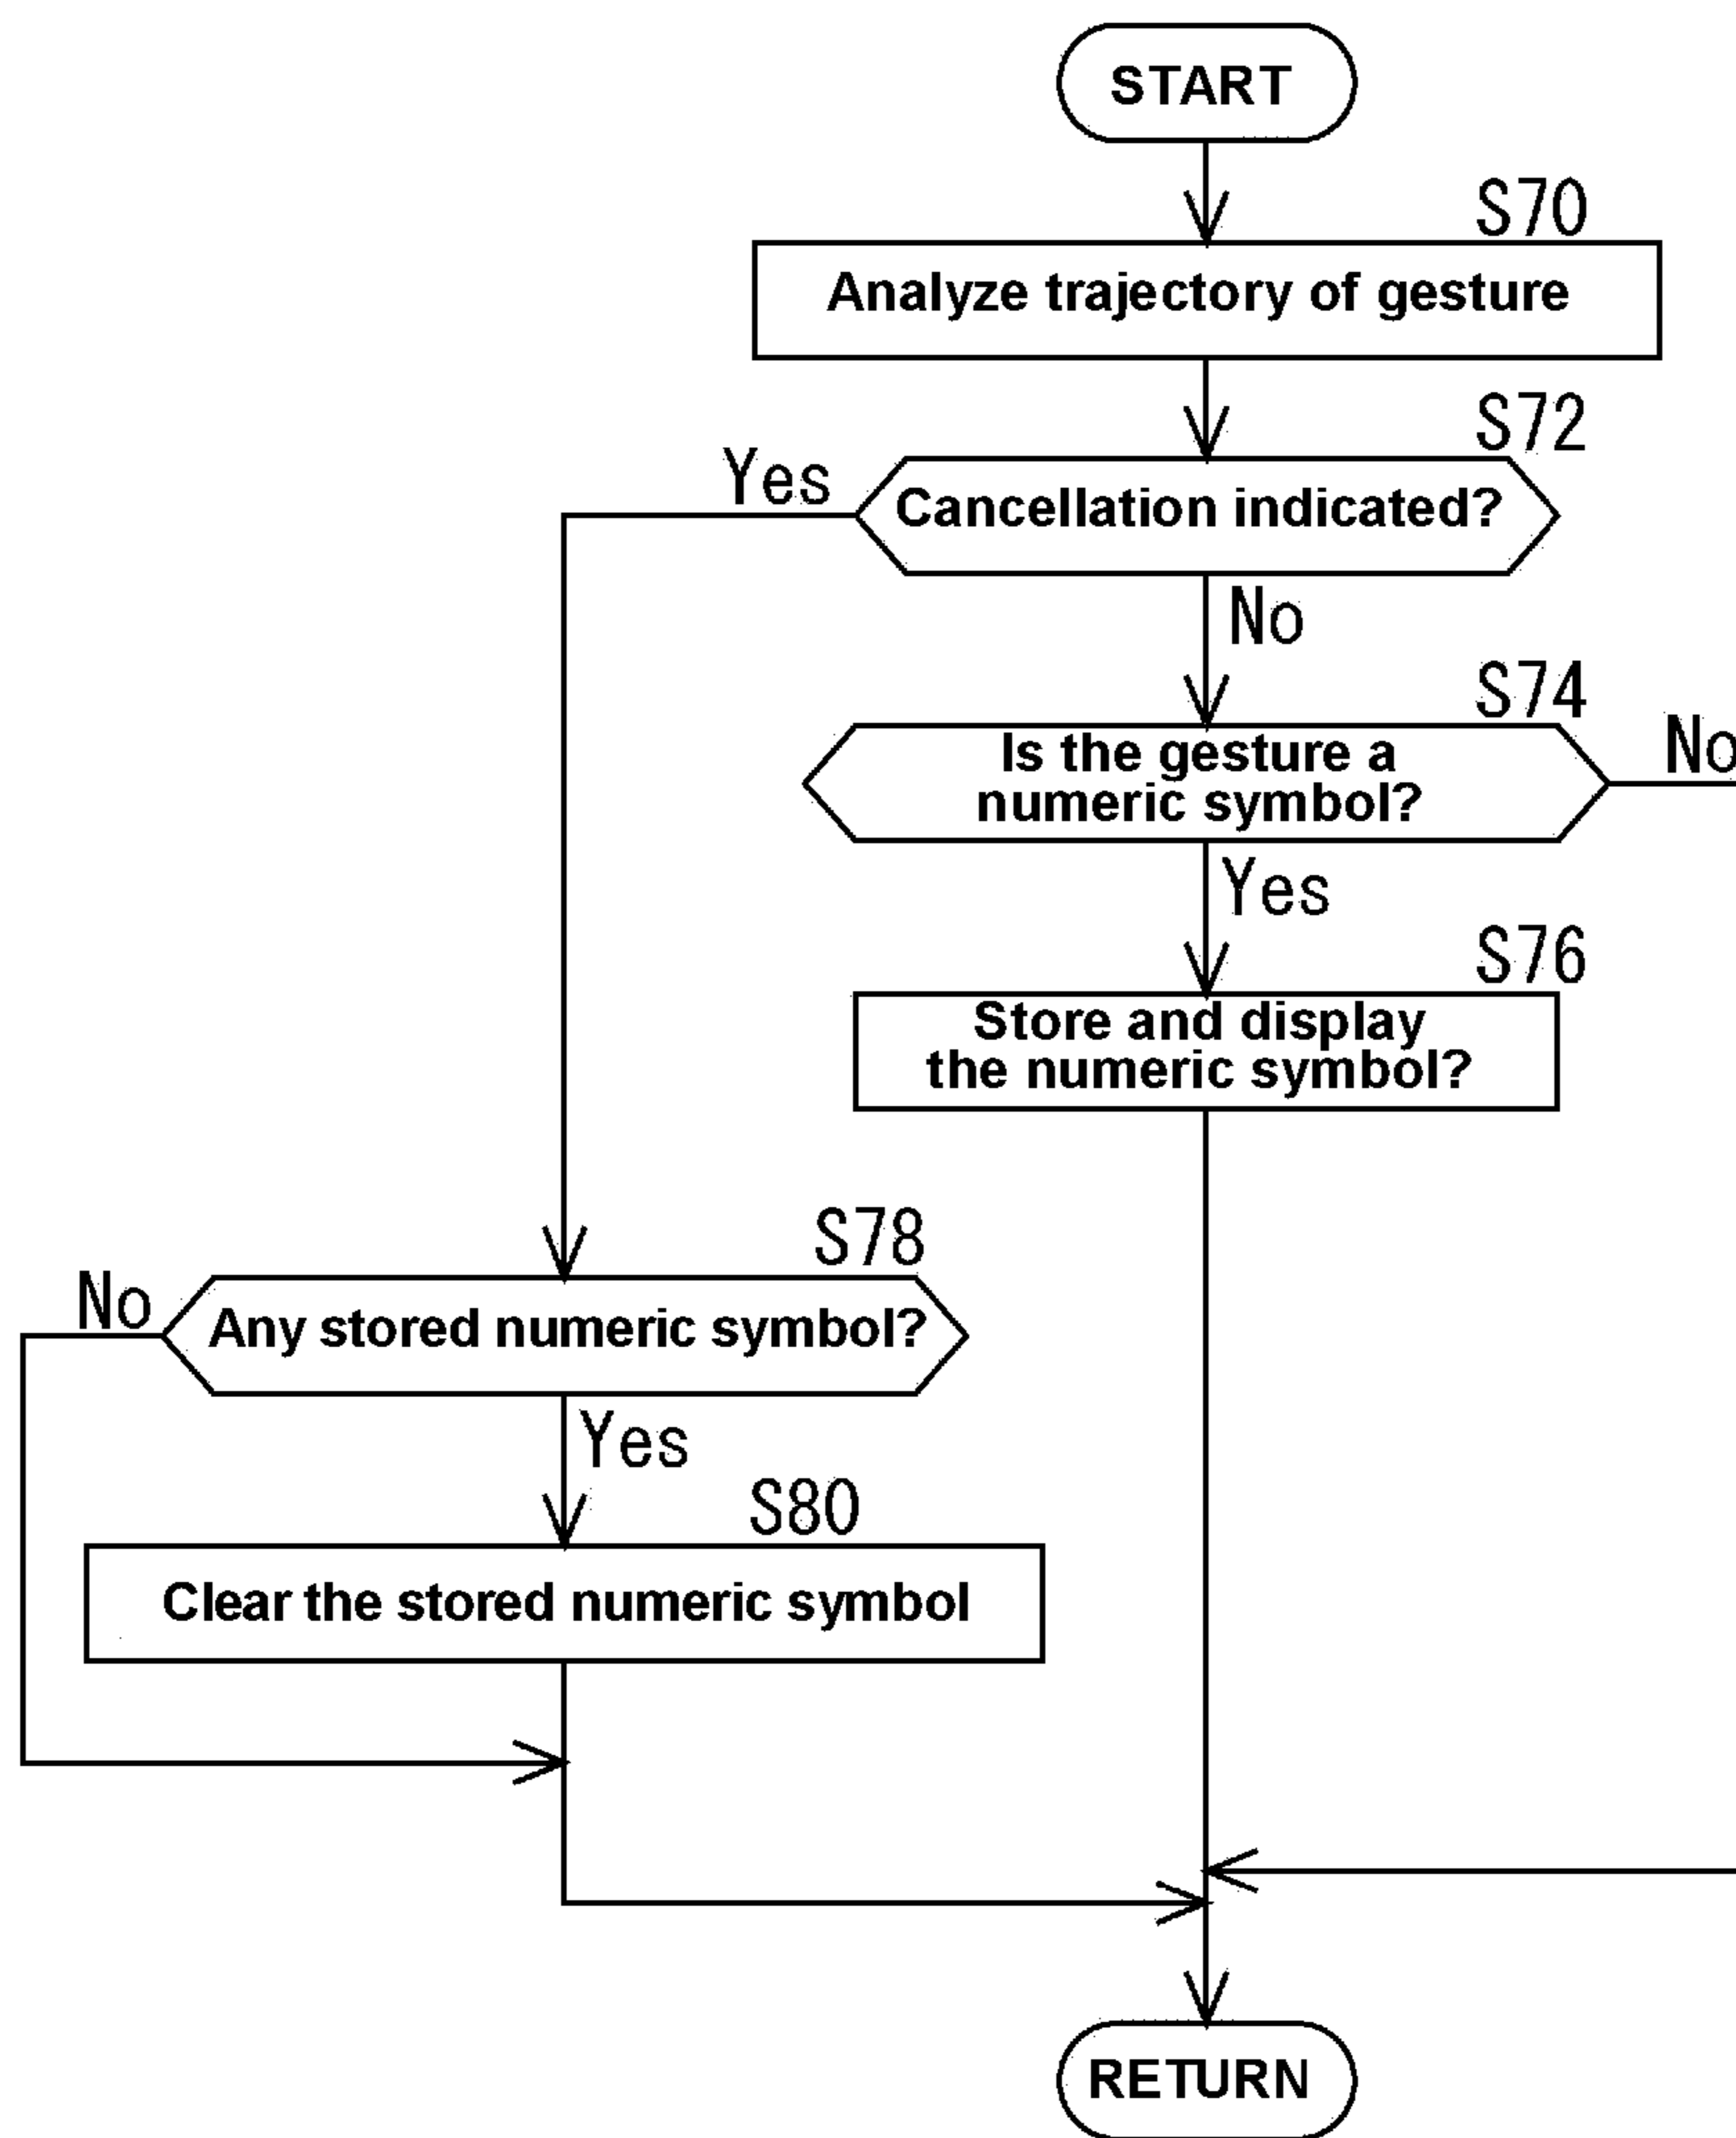 START
S70
Analyze trajectory of gesture
S72
Yes
Cancellation indicated?
No
S74
No
Is the gesture a
numeric symbol?
Yes
S76
Store and display
the numeric symbol?
S78
No
Any stored numeric symbol?
Yes
S80
Clear the stored numeric symbol
RETURN